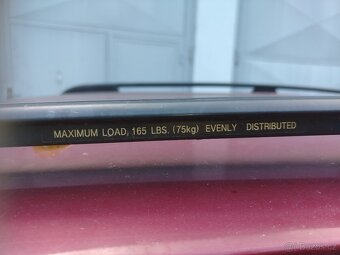 MAXIMUM LOAD, 165 LBS. (75kg) EVENLY DISTRIBUTED